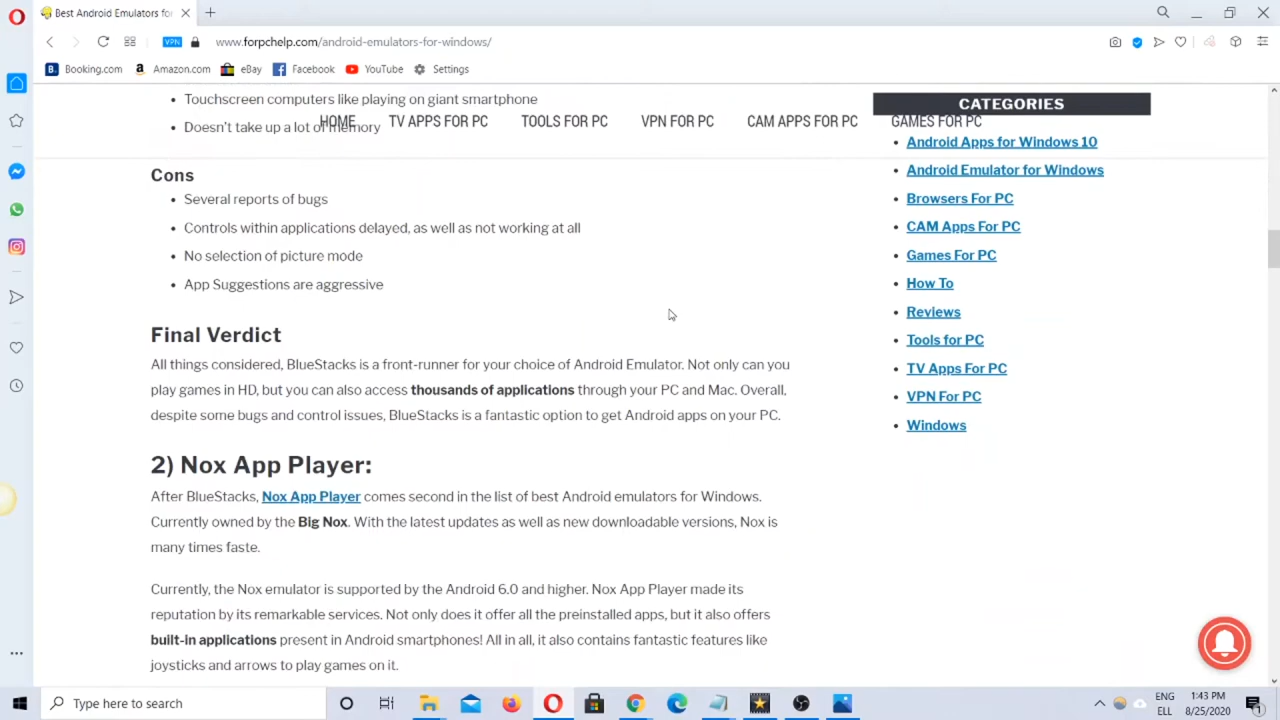 Best Android Emulators for
VPN
www.forpchelp.com/android-emulators-for-windows/
Booking.com
Amazon.com
eBay
Facebook
YouTube
Settings
Touchscreen computers like playing on giant smartphone
Doesn't take up a lot of memory
HOME
TV APPS FOR PC
TOOLS FOR PC
VPN FOR PC
CAM APPS FOR PC
GAMES FOR PC
Cons
Several reports of bugs
Controls within applications delayed, as well as not working at all
No selection of picture mode
App Suggestions are aggressive
Final Verdict
All things considered, BlueStacks is a front-runner for your choice of Android Emulator. Not only can you
play games in HD, but you can also access thousands of applications through your PC and Mac. Overall,
despite some bugs and control issues, BlueStacks is a fantastic option to get Android apps on your PC.
2) Nox App Player:
After BlueStacks, Nox App Player comes second in the list of best Android emulators for Windows.
Currently owned by the Big Nox. With the latest updates as well as new downloadable versions, Nox is
many times faste.
Currently, the Nox emulator is supported by the Android 6.0 and higher. Nox App Player made its
reputation by its remarkable services. Not only does it offer all the preinstalled apps, but it also offers
built-in applications present in Android smartphones! All in all, it also contains fantastic features like
joysticks and arrows to play games on it.
CATEGORIES
Android Apps for Windows 10
Android Emulator for Windows
Browsers For PC
CAM Apps For PC
Games For PC
How To
Reviews
Tools for PC
TV Apps For PC
VPN For PC
Windows
Type here to search
ENG
ELL
1:43 PM
8/25/2020
1